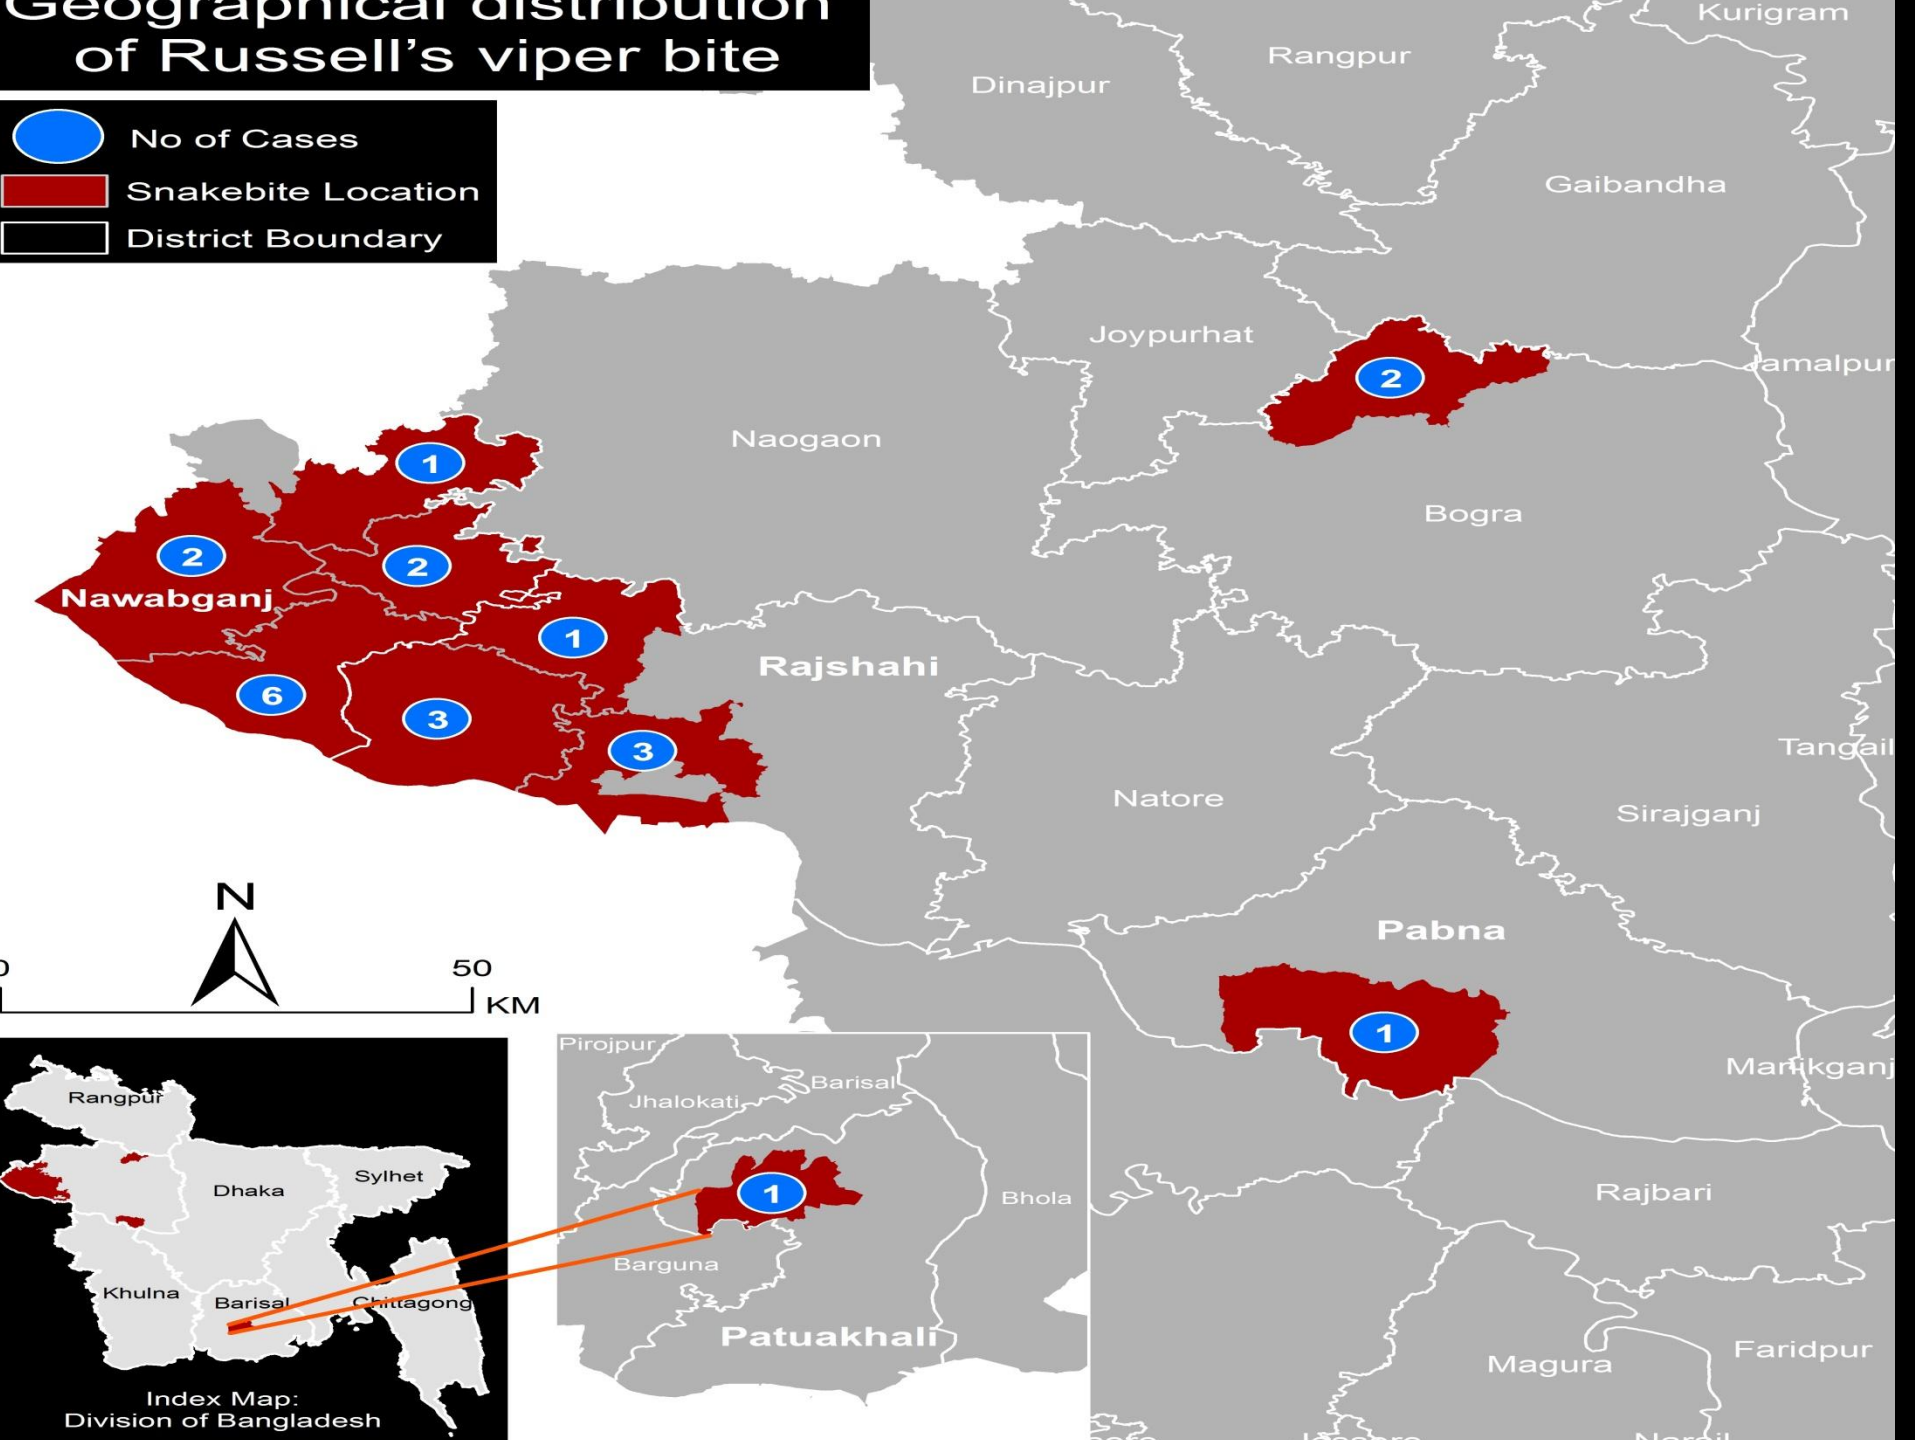 Geographical distribution
of Russell's viper bite
No of Cases
Snakebite Location
District Boundary
Kurigram
Rangpur
Dinajpur
Gaibandha
Joypurhat
Jamalpur
2
Naogaon
1
Bogra
2
2
Nawabganj
1
Rajshahi
6
3
3
Tangail
Natore
Sirajganj
N
Pabna
0
50
KM
1
Manikganj
Rajbari
Faridpur
Magura
Rangpur
Sylhet
Dhaka
Khulna
Barisal
Chittagong
Index Map:
Division of Bangladesh
Pirojpur
Barisal
Jhalokati
1
Bhola
Barguna
Patuakhali